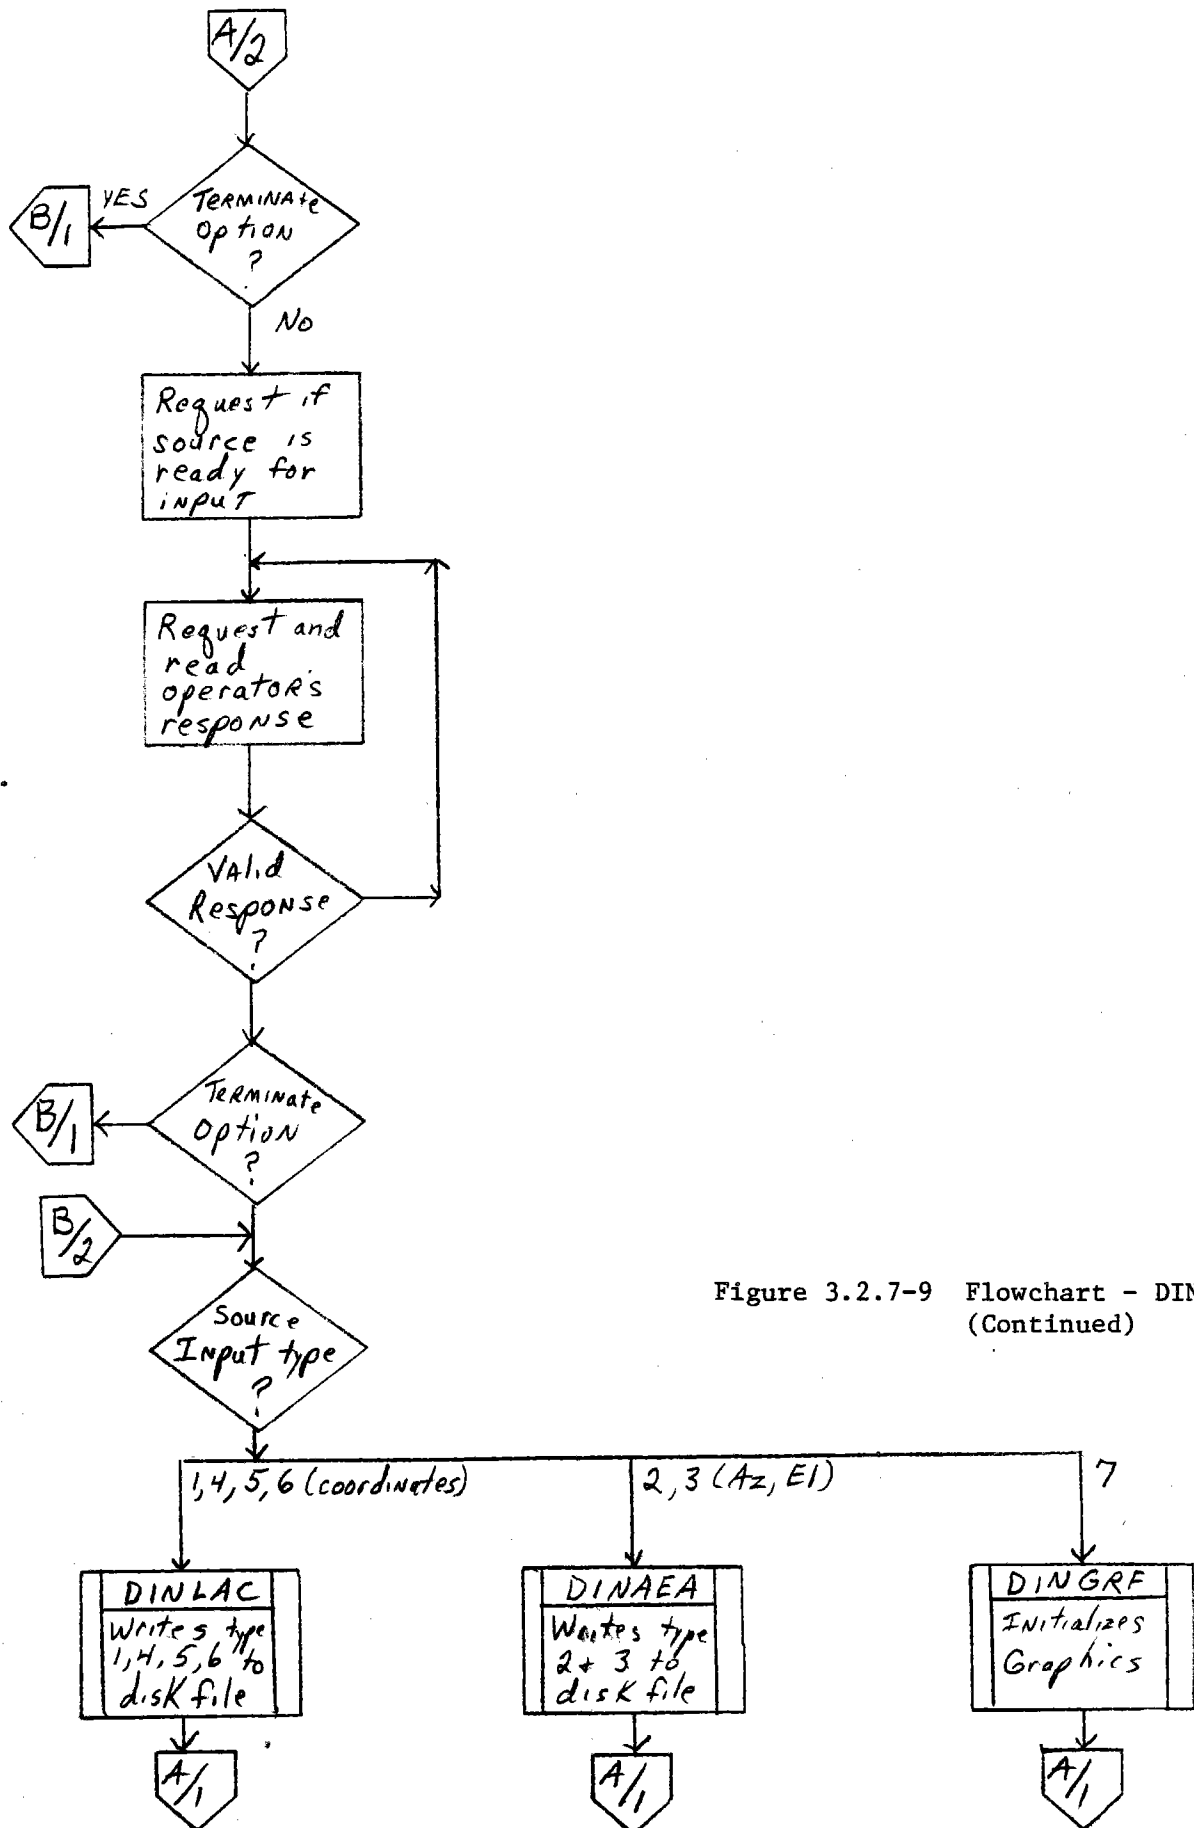 A/2
TERMINAte
Option
?
YES
B/1
No
Request if
source is
ready for
input
Request and
read
operator's
response
Valid
Response
?
Terminate
Option
?
B/1
B/2
Source
Input type
?
Figure 3.2.7-9 Flowchart - DIN
(Continued)
1,4,5,6 (coordinates)
2,3 (Az, El)
7
DINLAC
Writes type
1,4,5,6 to
disk file
DINAEA
Writes type
2 + 3 to
disk file
DINGRF
Initializes
Graphics
A/1
A/1
A/1